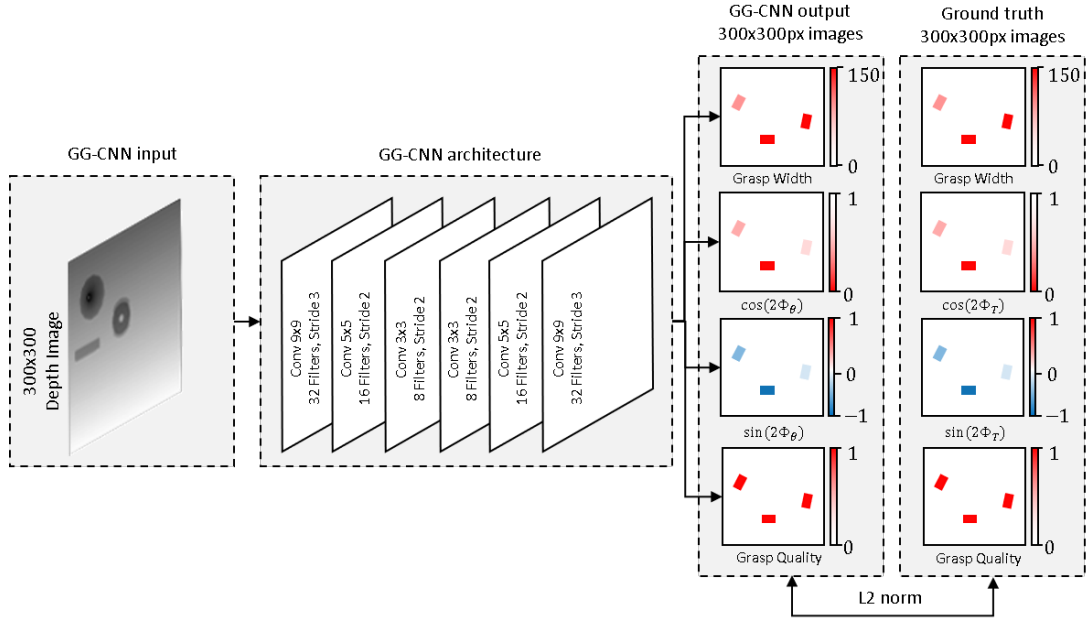 GG-CNN input
300x300
Depth Image
GG-CNN architecture
Conv 9x9
32 Filters, Stride 3
Conv 5x5
16 Filters, Stride 2
Conv 3x3
8 Filters, Stride 2
Conv 3x3
8 Filters, Stride 2
Conv 5x5
16 Filters, Stride 2
Conv 9x9
32 Filters, Stride 3
GG-CNN output
300x300px images
150
0
Grasp Width
1
0
cos(2Φ_θ)
1
0
−1
sin(2Φ_θ)
1
0
Grasp Quality
Ground truth
300x300px images
150
0
Grasp Width
1
0
cos(2Φ_T)
1
0
−1
sin(2Φ_T)
1
0
Grasp Quality
L2 norm